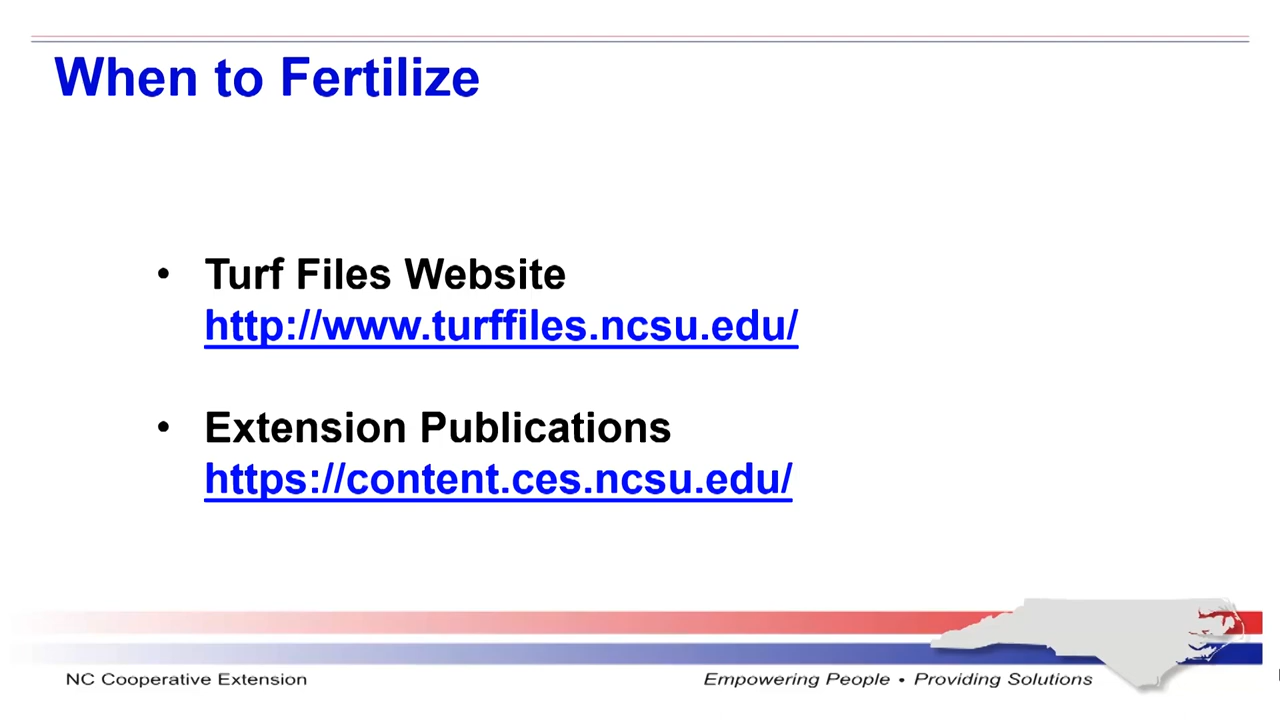 When to Fertilize
• Turf Files Website
http://www.turffiles.ncsu.edu/
• Extension Publications
https://content.ces.ncsu.edu/
NC Cooperative Extension
Empowering People • Providing Solutions